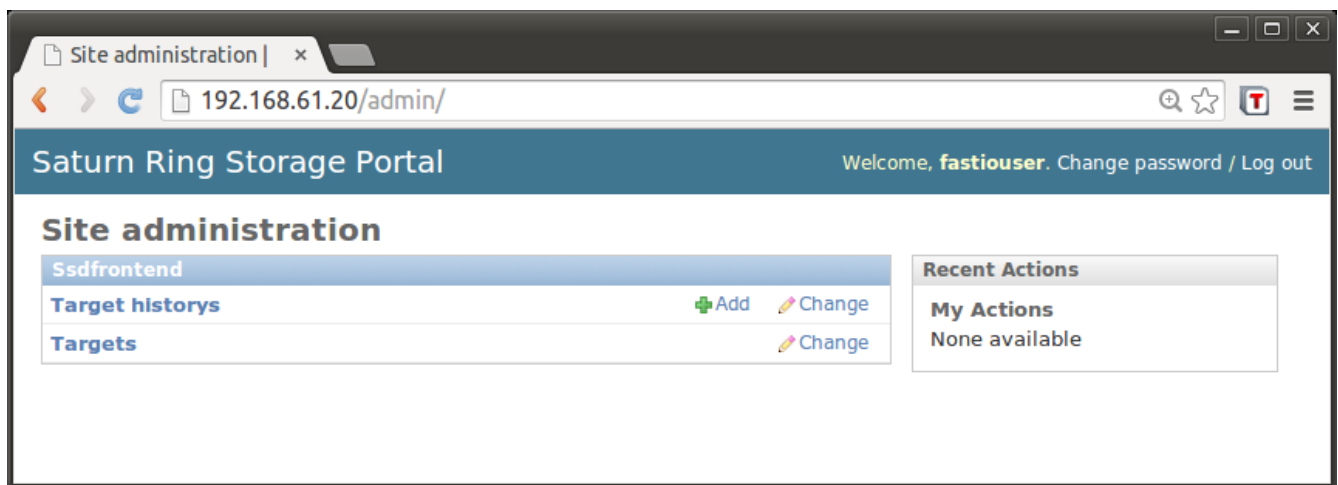 Site administration |
192.168.61.20/admin/
Saturn Ring Storage Portal
Welcome, fastiouser. Change password / Log out
Site administration
Ssdfrontend
Target historys Add Change
Targets Change
Recent Actions
My Actions
None available